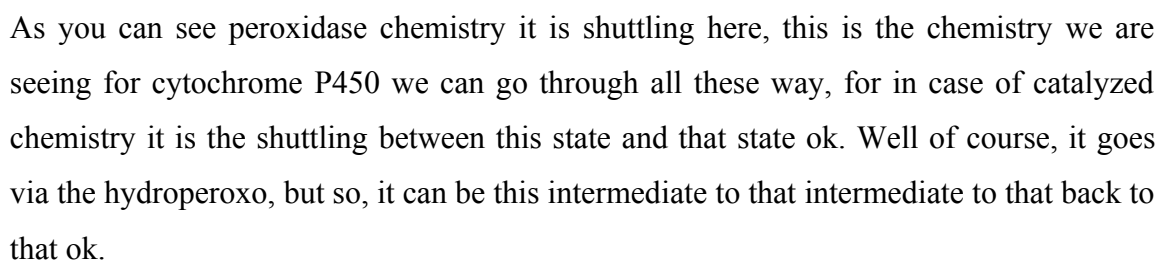 As you can see peroxidase chemistry it is shuttling here, this is the chemistry we are
seeing for cytochrome P450 we can go through all these way, for in case of catalyzed
chemistry it is the shuttling between this state and that state ok. Well of course, it goes
via the hydroperoxo, but so, it can be this intermediate to that intermediate to that back to
that ok.